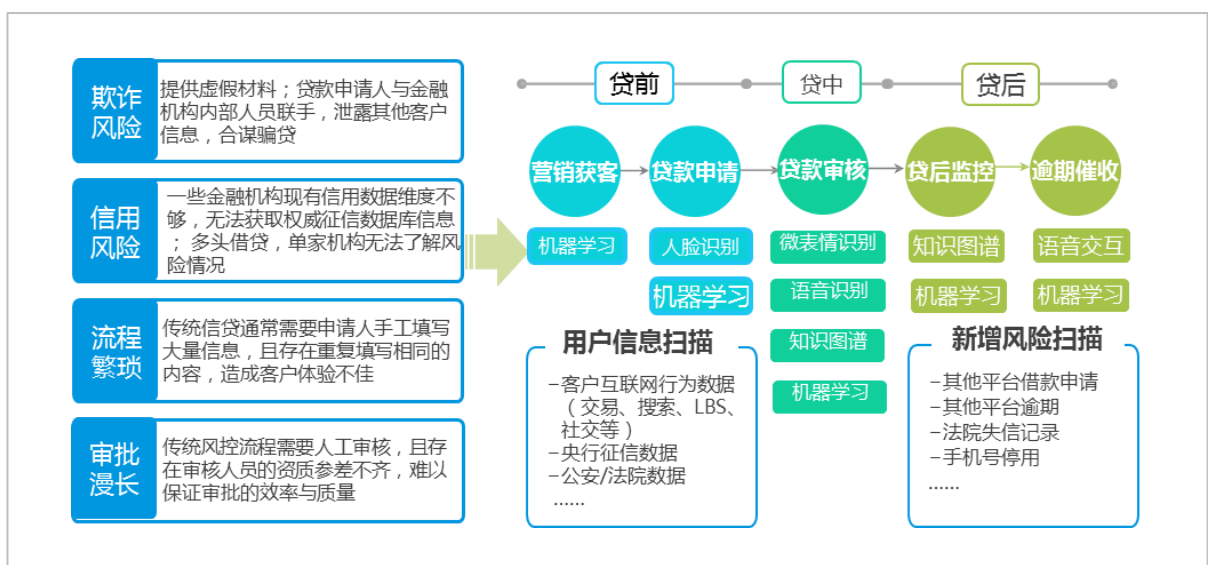 欺诈
风险
提供虚假材料；贷款申请人与金融
机构内部人员联手，泄露其他客户
信息，合谋骗贷
信用
风险
一些金融机构现有信用数据维度不
够，无法获取权威征信数据库信息
；多头借贷，单家机构无法了解风
险情况
流程
繁琐
传统信贷通常需要申请人手工填写
大量信息，且存在重复填写相同的
内容，造成客户体验不佳
审批
漫长
传统风控流程需要人工审核，且存
在审核人员的资质参差不齐，难以
保证审批的效率与质量
贷前
贷中
贷后
营销获客
贷款申请
贷款审核
贷后监控
逾期催收
机器学习
人脸识别
微表情识别
知识图谱
语音交互
机器学习
语音识别
机器学习
机器学习
知识图谱
机器学习
用户信息扫描
–客户互联网行为数据
（交易、搜索、LBS、
社交等）
–央行征信数据
–公安/法院数据
......
新增风险扫描
–其他平台借款申请
–其他平台逾期
–法院失信记录
–手机号停用
......